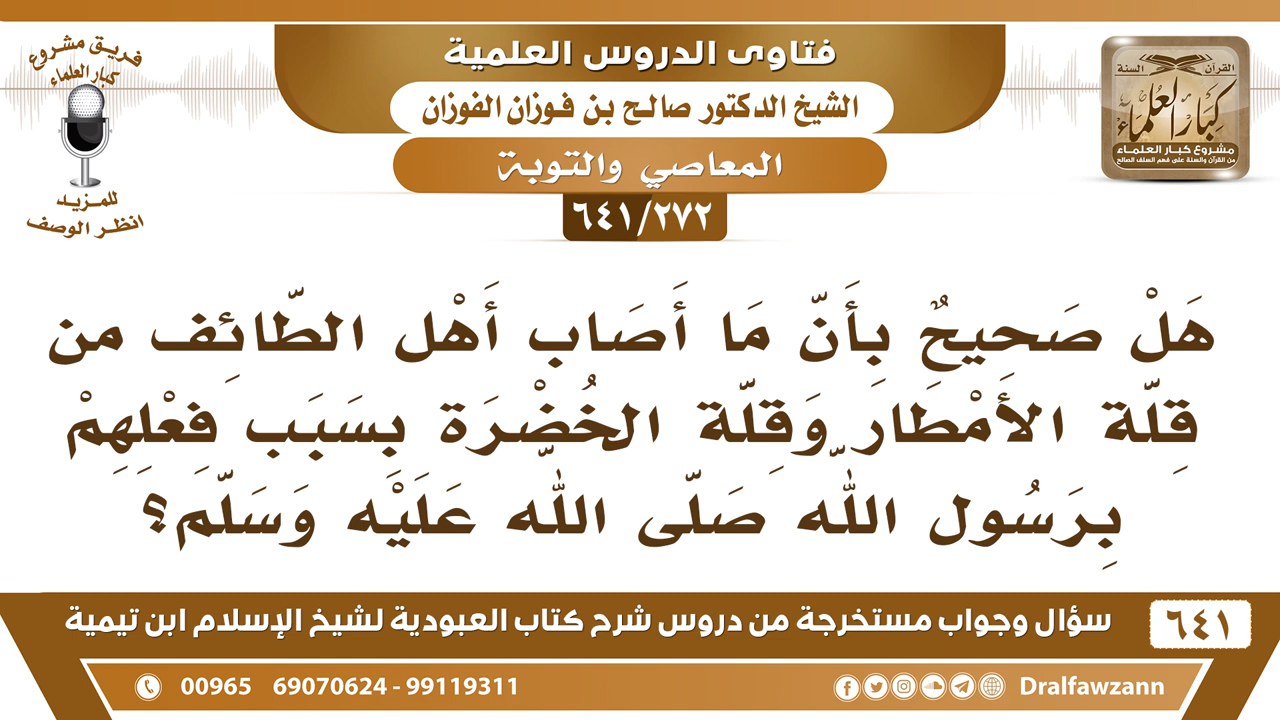 فتاوى الدروس العلمية
الشيخ الدكتور صالح بن فوزان الفوزان
المعاصي والتوبة
٦٤١/٢٧٢
فريق مشروع
كبار العلماء
للمزيد
انظر الوصف
القرآن السنة
كبار العلماء
مشروع كبار العلماء
من القرآن والسنة على فهم السلف الصالح
هَلْ صَحِيحٌ بِأَنّ مَا أَصَاب أَهْل الطّائِف من
قِلّة الأَمْطَار وَقِلّة الخُضْرَة بِسَبَب فَعْلِهِمْ
بِرَسُول اللّه صَلّى اللّه عَلَيْه وَسَلّم؟
٦٤١
سؤال وجواب مستخرجة من دروس شرح كتاب العبودية لشيخ الإسلام ابن تيمية
00965 69070624 - 99119311
Dralfawzann